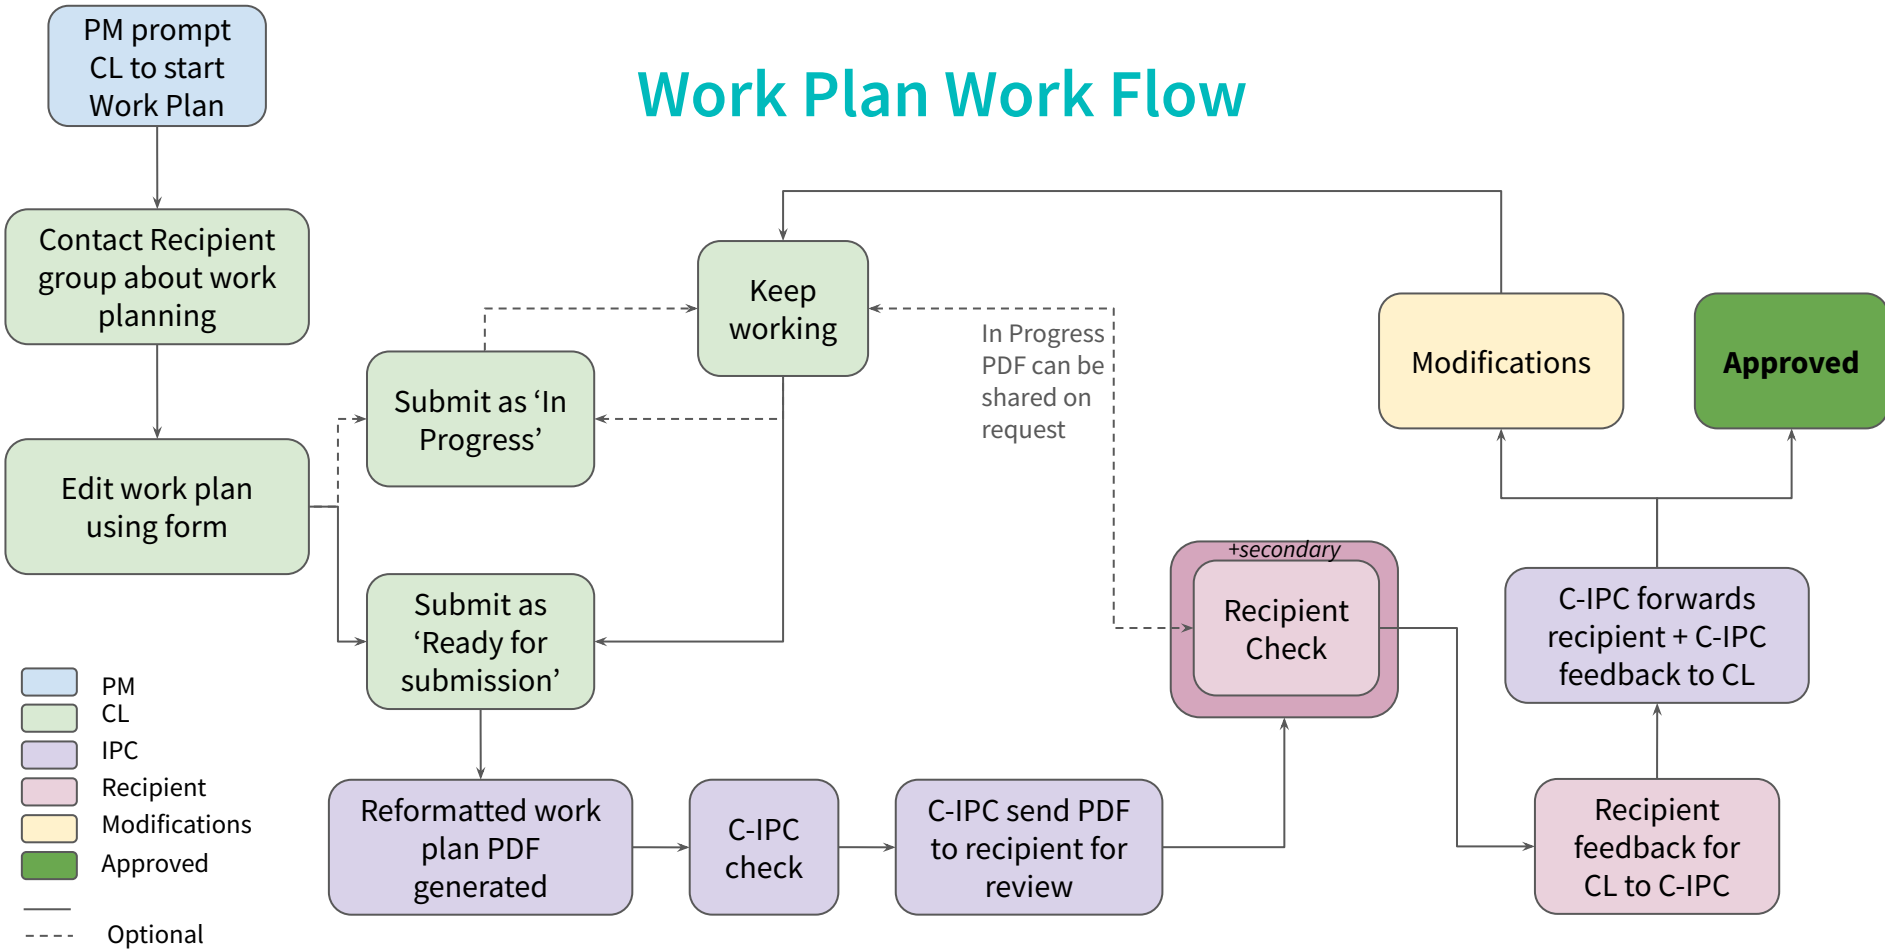 PM prompt
CL to start
Work Plan
Work Plan Work Flow
Contact Recipient
group about work
planning
Edit work plan
using form
Submit as ‘In
Progress’
Submit as
‘Ready for
submission’
Keep
working
In Progress
PDF can be
shared on
request
Modifications
Approved
+secondary
Recipient
Check
C-IPC forwards
recipient + C-IPC
feedback to CL
Reformatted work
plan PDF
generated
C-IPC
check
C-IPC send PDF
to recipient for
review
Recipient
feedback for
CL to C-IPC
PM
CL
IPC
Recipient
Modifications
Approved
Optional